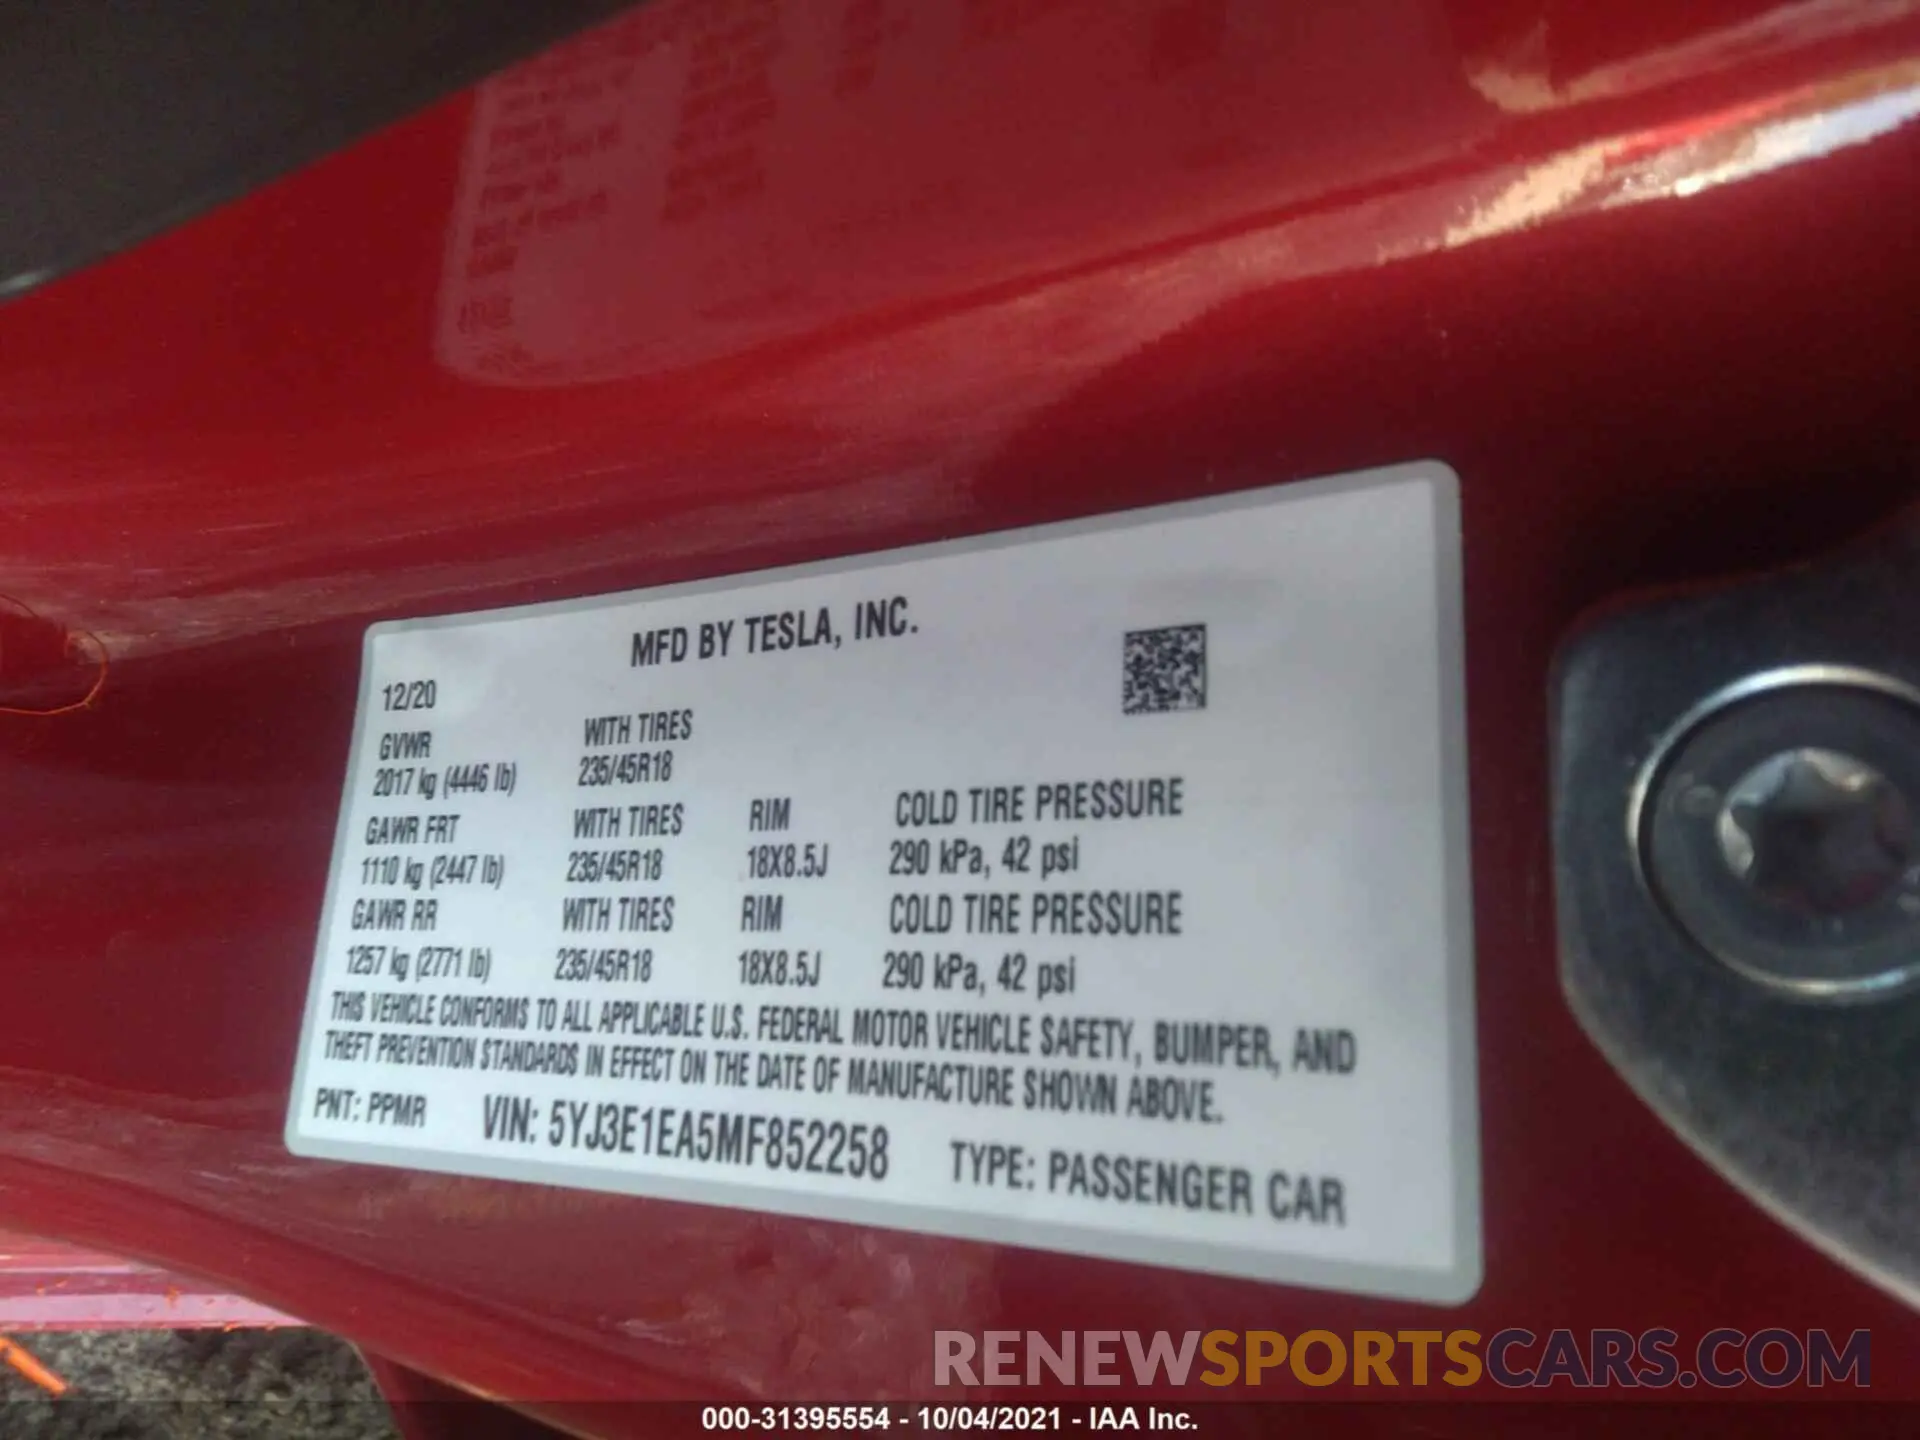 MFD BY TESLA, INC.
12/20
GVWR WITH TIRES
2017 kg (4446 lb) 235/45R18
GAWR FRT WITH TIRES RIM COLD TIRE PRESSURE
1110 kg (2447 lb) 235/45R18 18X8.5J 290 kPa, 42 psi
GAWR RR WITH TIRES RIM COLD TIRE PRESSURE
1257 kg (2771 lb) 235/45R18 18X8.5J 290 kPa, 42 psi
THIS VEHICLE CONFORMS TO ALL APPLICABLE U.S. FEDERAL MOTOR VEHICLE SAFETY, BUMPER, AND
THEFT PREVENTION STANDARDS IN EFFECT ON THE DATE OF MANUFACTURE SHOWN ABOVE.
PNT: PPMR VIN: 5YJ3E1EA5MF852258 TYPE: PASSENGER CAR
RENEWSPORTSCARS.COM
000-31395554 - 10/04/2021 - IAA Inc.